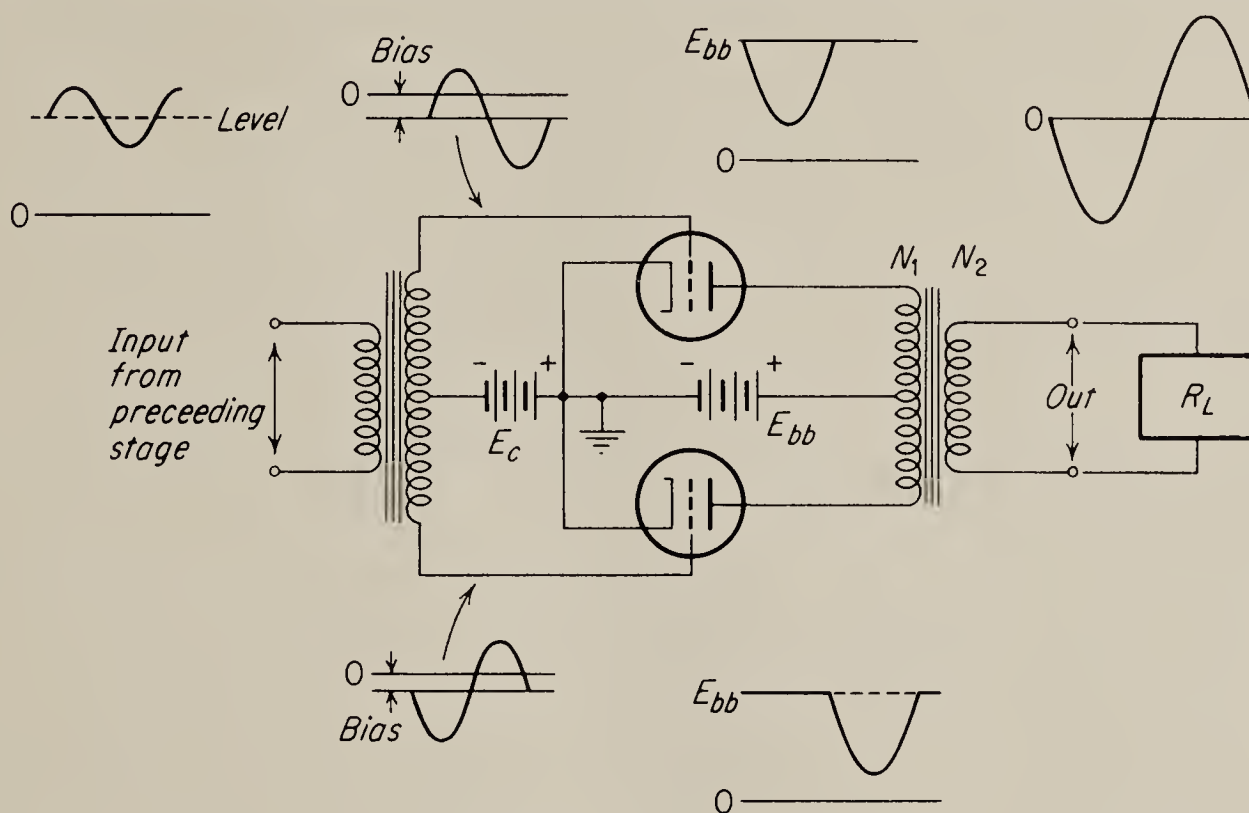 Bias
0
Level
0
E_bb
0
0
N_1 N_2
Input
from
preceeding
stage
- +
E_c
- +
E_bb
Out
R_L
0
Bias
E_bb
0